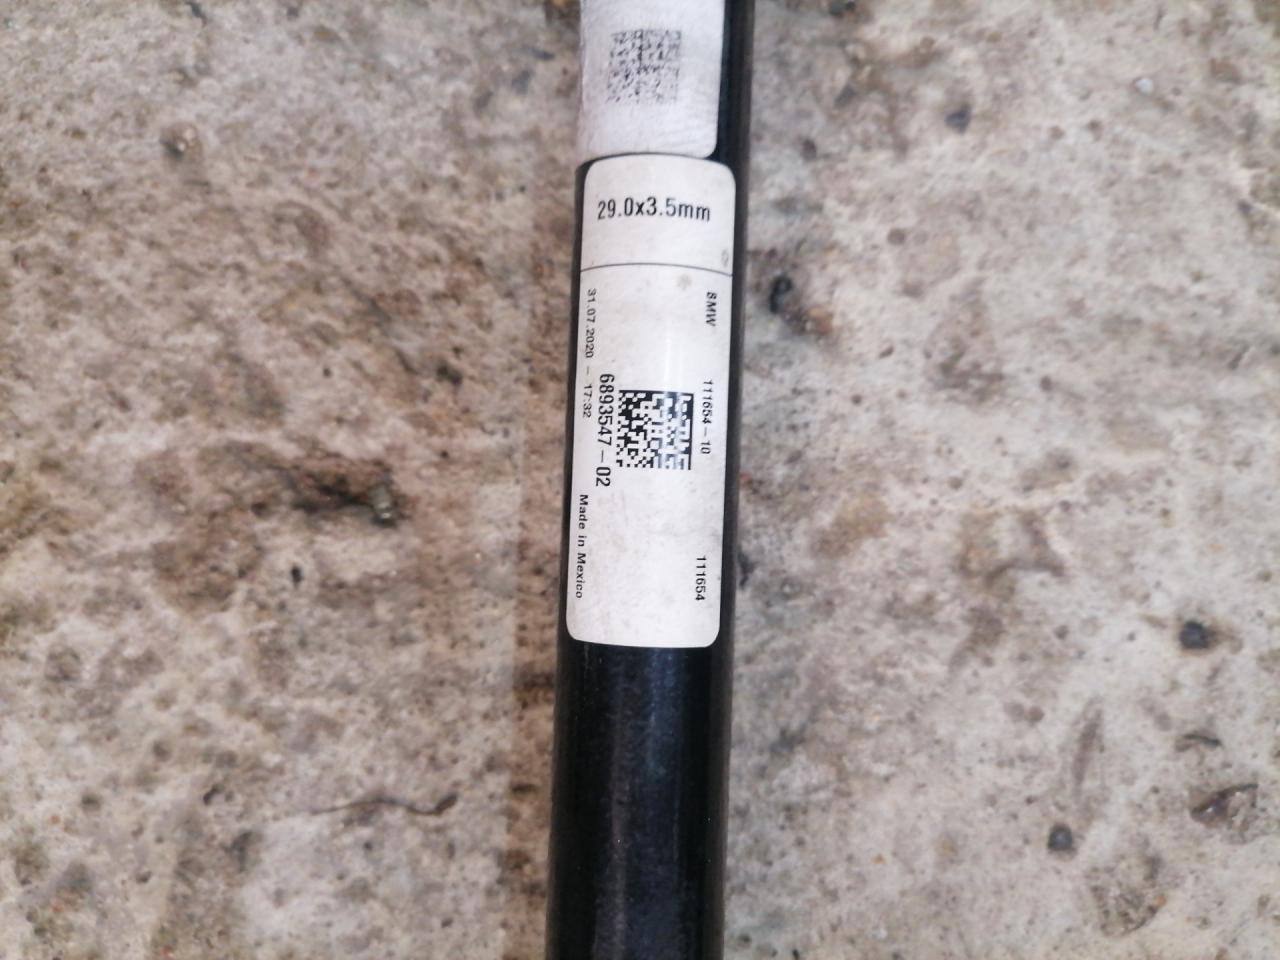 29.0x3.5mm
BMW 111654-10 111654
6893547-02
31.07.2020 - 17:32 Made in Mexico